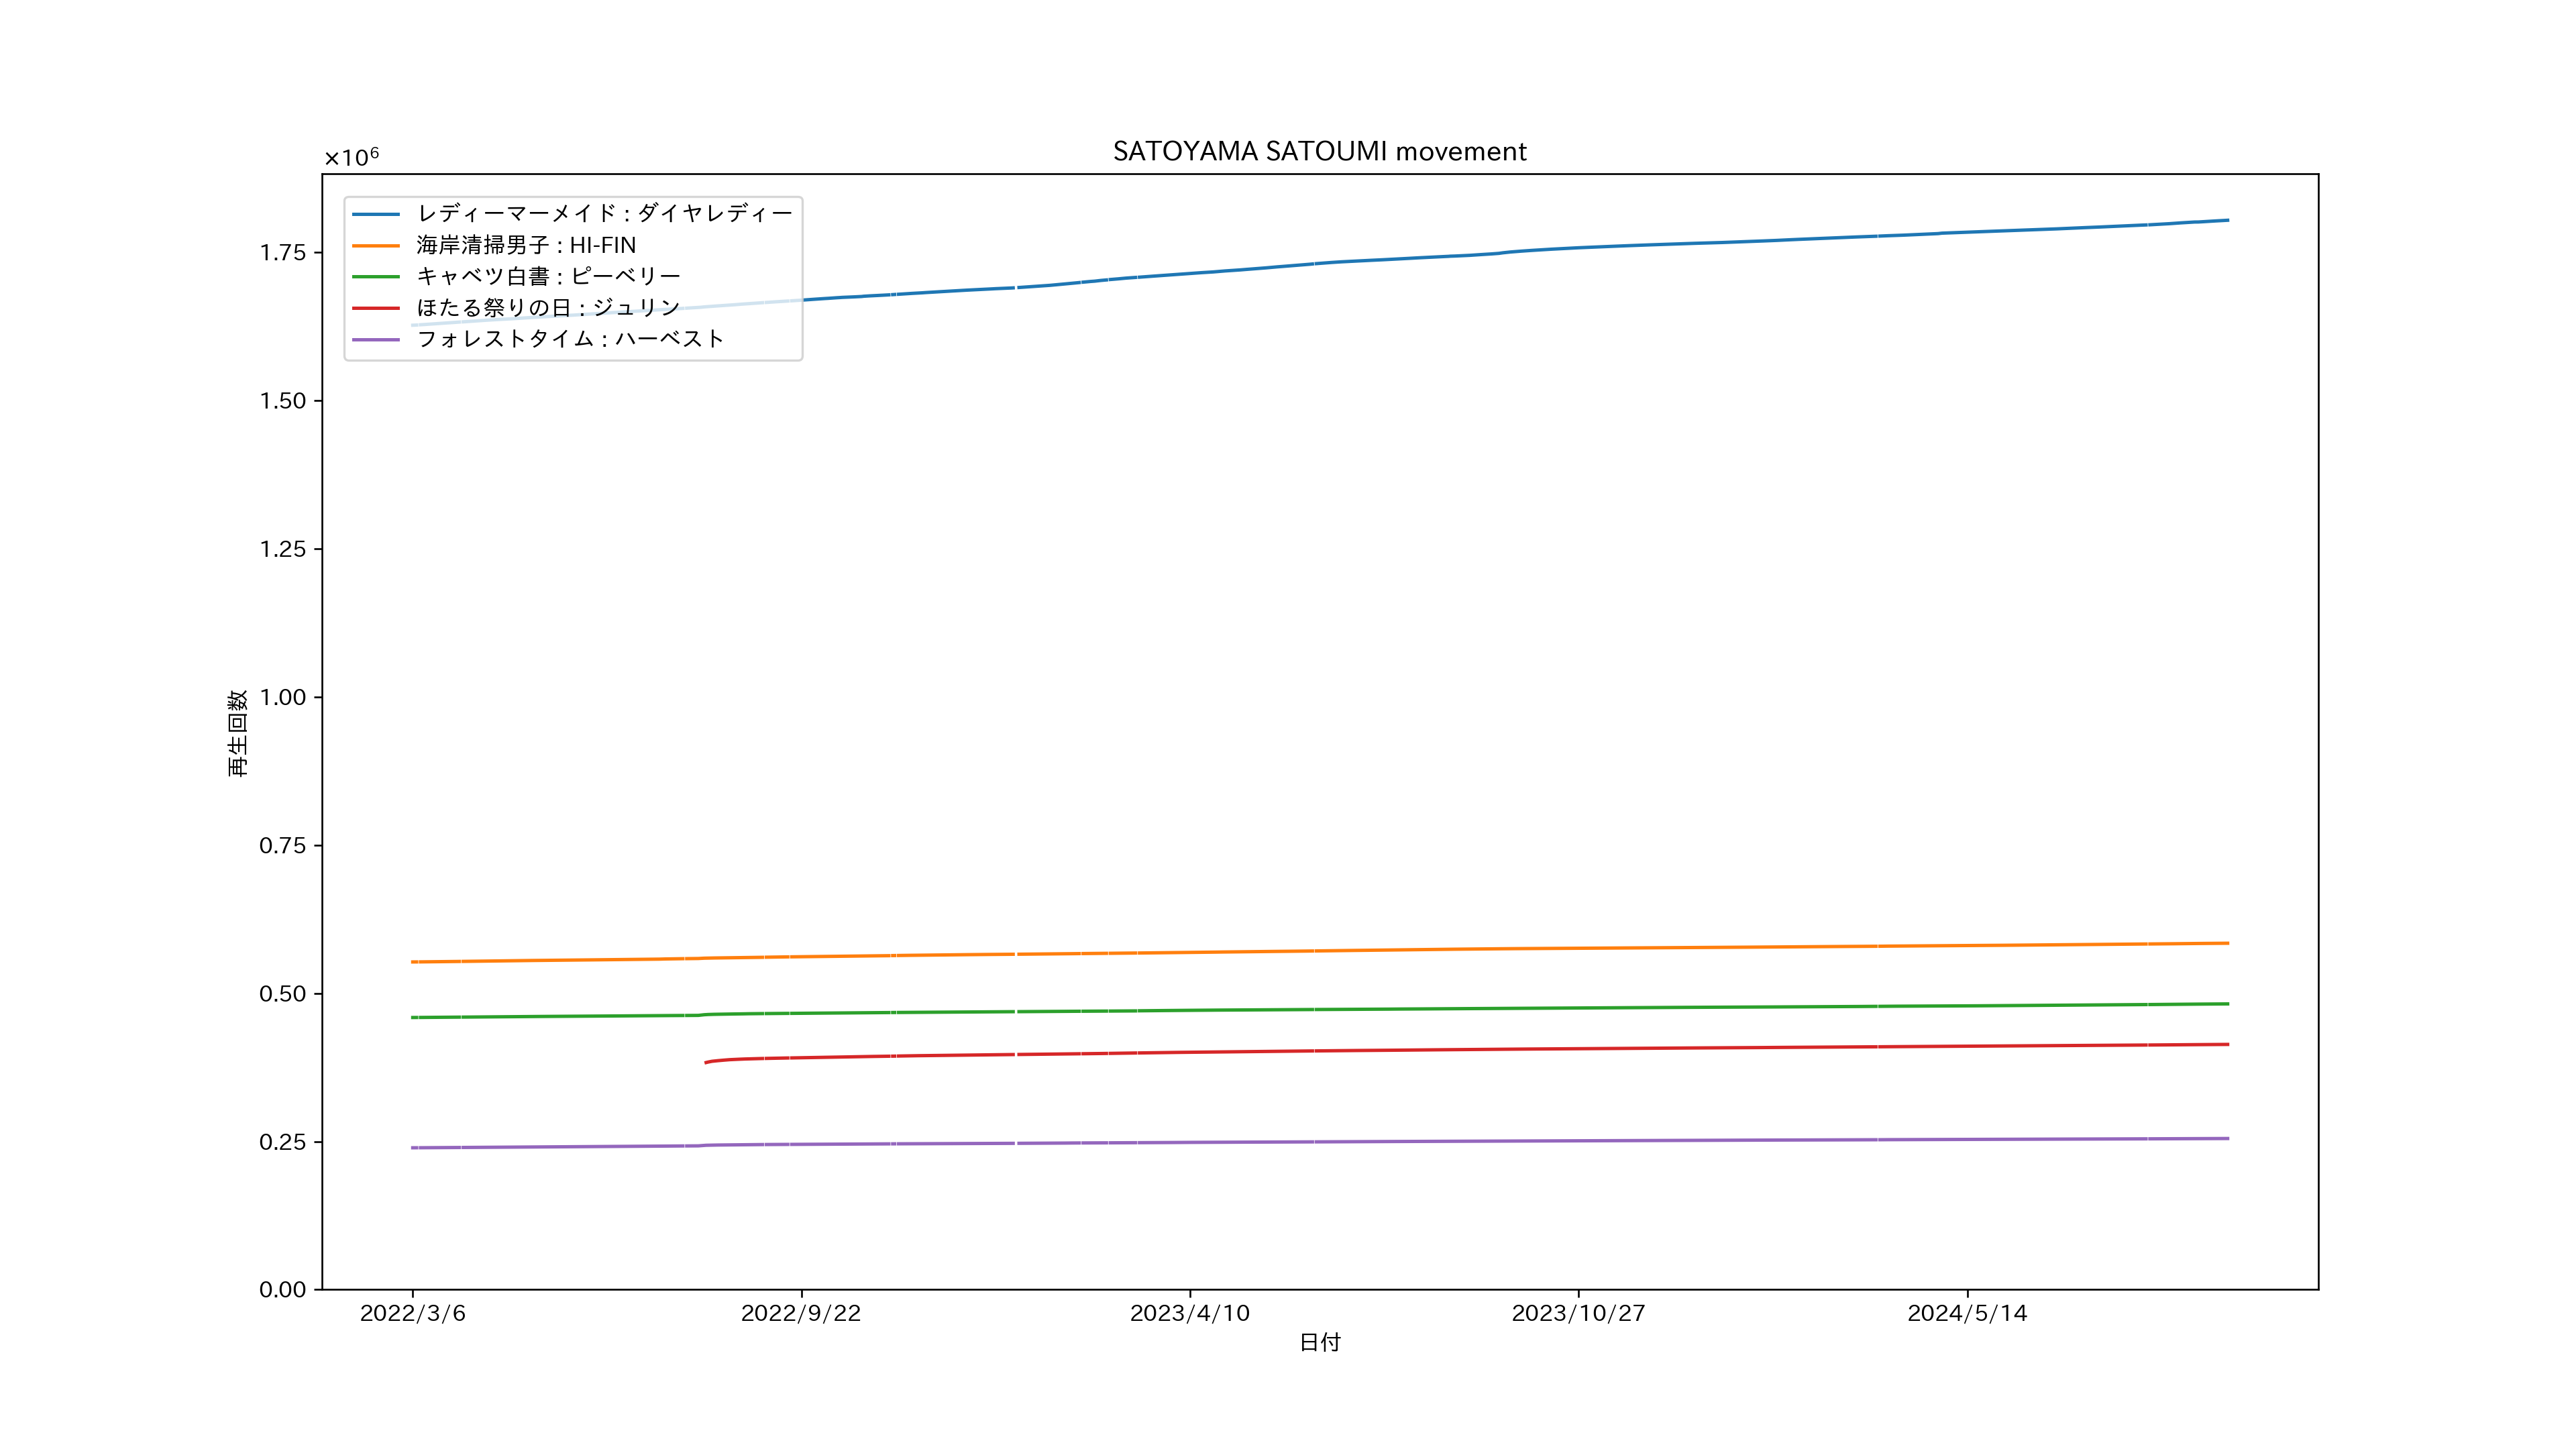 SATOYAMA SATOUMI movement
×10⁶
レディーマーメイド : ダイヤレディー
海岸清掃男子 : HI-FIN
キャベツ白書 : ピーベリー
ほたる祭りの日 : ジュリン
フォレストタイム : ハーベスト
1.75
1.50
1.25
1.00
0.75
0.50
0.25
0.00
再生回数
2022/3/6
2022/9/22
2023/4/10
2023/10/27
2024/5/14
日付